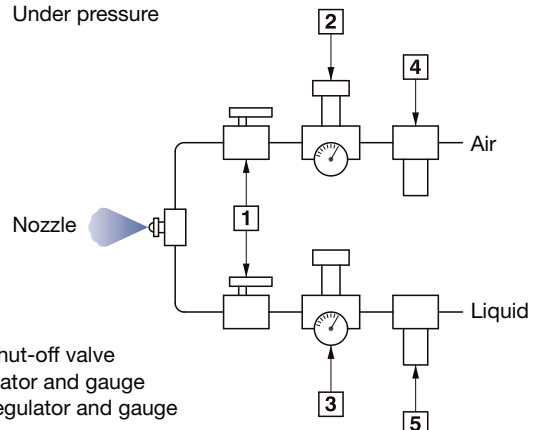 Under pressure
2
4
Air
Nozzle
1
Liquid
hut-off valve
ator and gauge
egulator and gauge
3
5